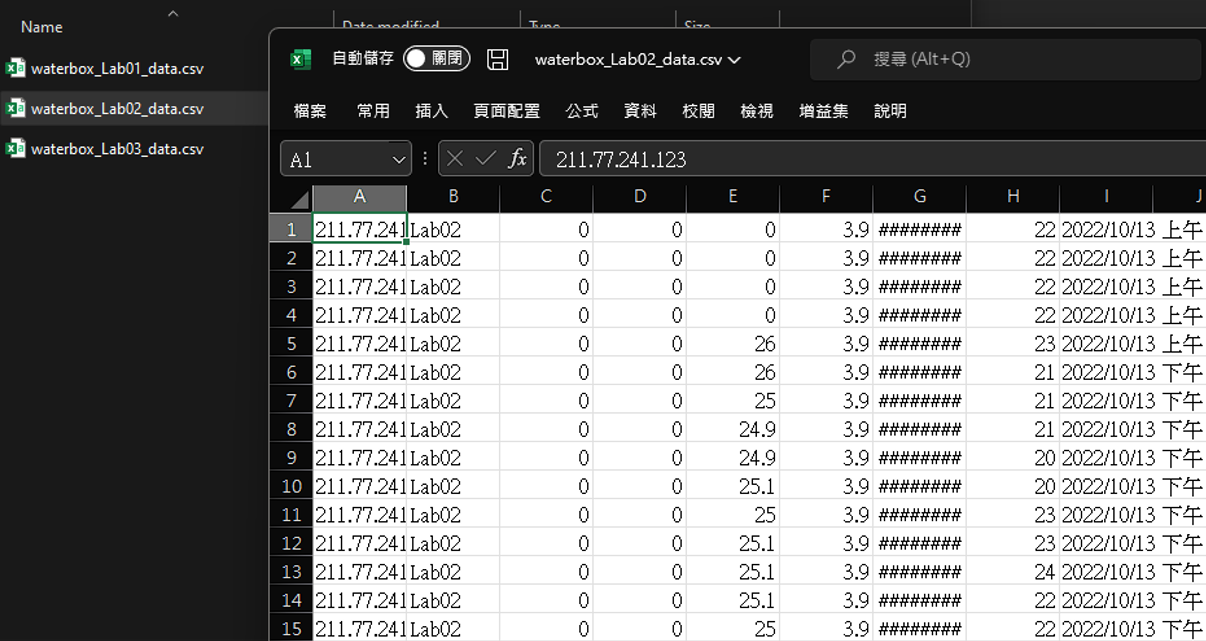 Name
Date modified
Type
Size
waterbox_Lab01_data.csv
waterbox_Lab02_data.csv
waterbox_Lab03_data.csv
自動儲存 關閉 waterbox_Lab02_data.csv 搜尋 (Alt+Q)
檔案 常用 插入 頁面配置 公式 資料 校閱 檢視 增益集 說明
A1 fx 211.77.241.123
A B C D E F G H I J
1 211.77.241 Lab02 0 0 0 3.9 ######## 22 2022/10/13 上午
2 211.77.241 Lab02 0 0 0 3.9 ######## 22 2022/10/13 上午
3 211.77.241 Lab02 0 0 0 3.9 ######## 22 2022/10/13 上午
4 211.77.241 Lab02 0 0 0 3.9 ######## 22 2022/10/13 上午
5 211.77.241 Lab02 0 0 26 3.9 ######## 23 2022/10/13 上午
6 211.77.241 Lab02 0 0 26 3.9 ######## 21 2022/10/13 下午
7 211.77.241 Lab02 0 0 25 3.9 ######## 21 2022/10/13 下午
8 211.77.241 Lab02 0 0 24.9 3.9 ######## 21 2022/10/13 下午
9 211.77.241 Lab02 0 0 24.9 3.9 ######## 20 2022/10/13 下午
10 211.77.241 Lab02 0 0 25.1 3.9 ######## 20 2022/10/13 下午
11 211.77.241 Lab02 0 0 25 3.9 ######## 23 2022/10/13 下午
12 211.77.241 Lab02 0 0 25.1 3.9 ######## 23 2022/10/13 下午
13 211.77.241 Lab02 0 0 25.1 3.9 ######## 24 2022/10/13 下午
14 211.77.241 Lab02 0 0 25.1 3.9 ######## 22 2022/10/13 下午
15 211.77.241 Lab02 0 0 25 3.9 ######## 22 2022/10/13 下午